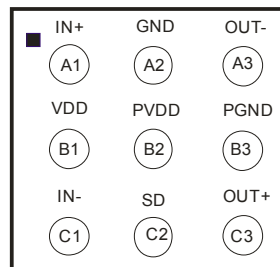 IN+ GND OUT-
A1 A2 A3
VDD PVDD PGND
B1 B2 B3
IN- SD OUT+
C1 C2 C3